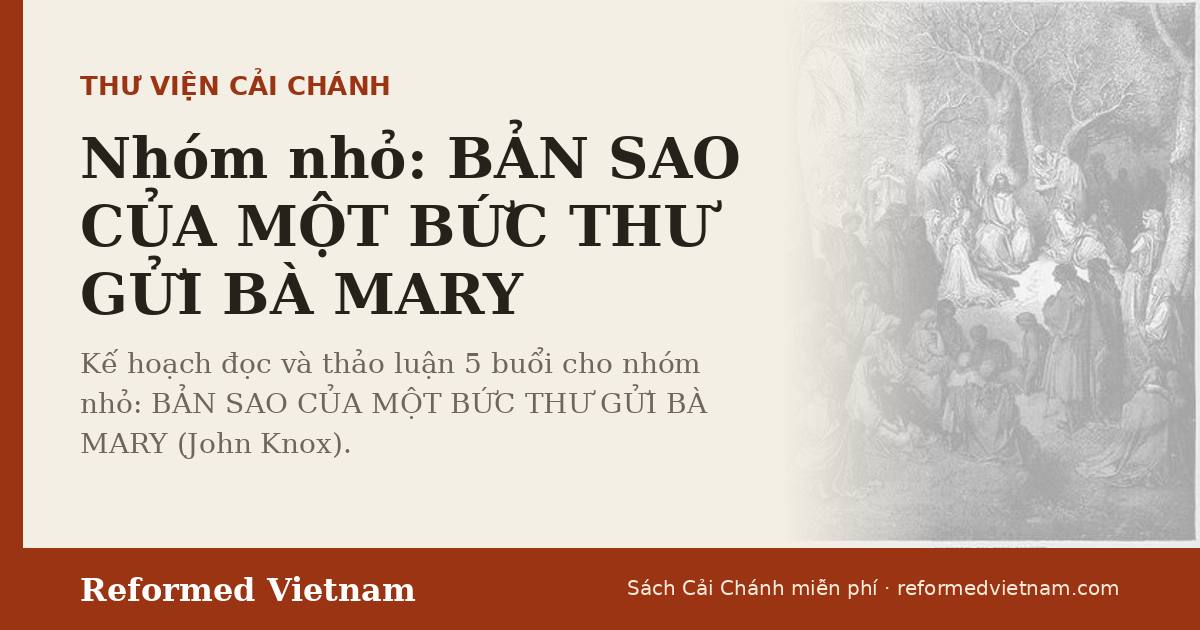 THƯ VIỆN CẢI CHÁNH
Nhóm nhỏ: BẢN SAO
CỦA MỘT BỨC THƯ
GỬI BÀ MARY
Kế hoạch đọc và thảo luận 5 buổi cho nhóm
nhỏ: BẢN SAO CỦA MỘT BỨC THƯ GỬI BÀ
MARY (John Knox).
Reformed Vietnam
Sách Cải Chánh miễn phí · reformedvietnam.com